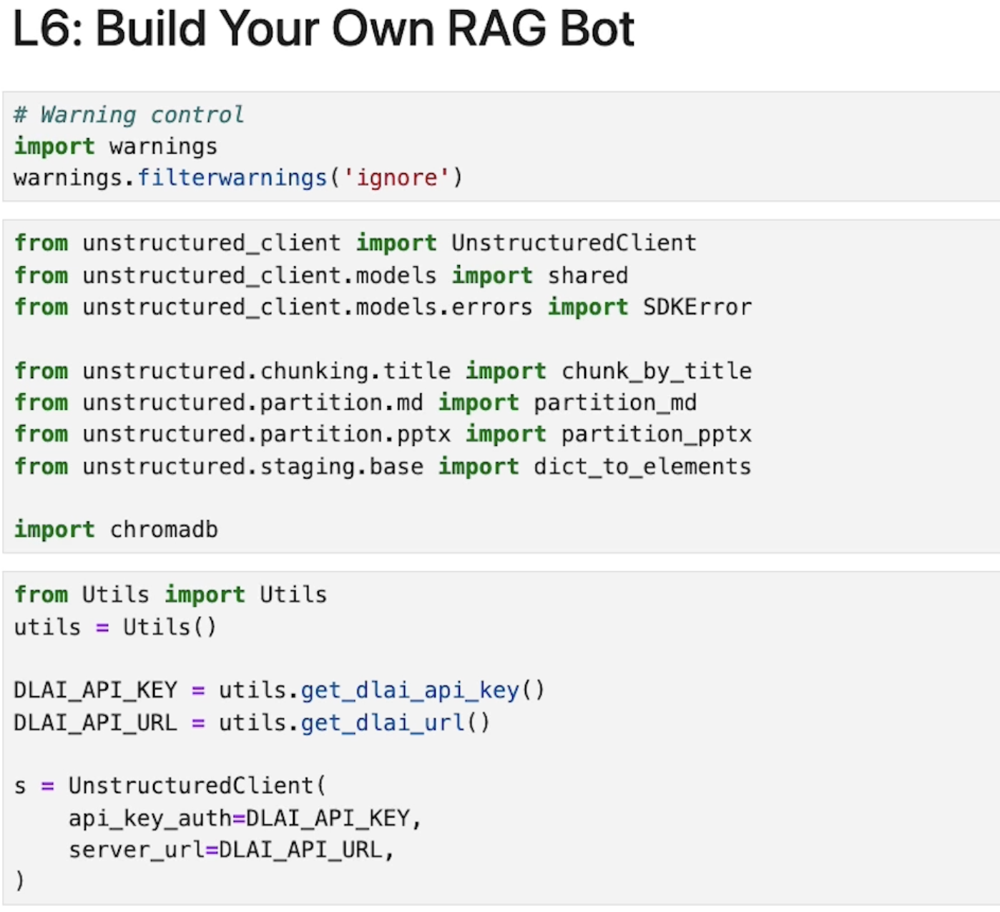 L6: Build Your Own RAG Bot
# Warning control
import warnings
warnings.filterwarnings('ignore')
from unstructured_client import UnstructuredClient
from unstructured_client.models import shared
from unstructured_client.models.errors import SDKError
from unstructured.chunking.title import chunk_by_title
from unstructured.partition.md import partition_md
from unstructured.partition.pptx import partition_pptx
from unstructured.staging.base import dict_to_elements
import chromadb
from Utils import Utils
utils = Utils()
DLAI_API_KEY = utils.get_dlai_api_key()
DLAI_API_URL = utils.get_dlai_url()
s = UnstructuredClient(
    api_key_auth=DLAI_API_KEY,
    server_url=DLAI_API_URL,
)